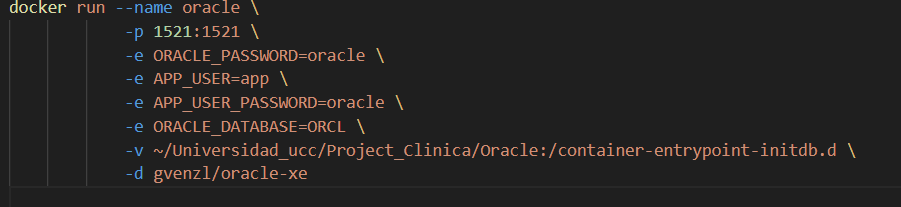 docker run --name oracle \
-p 1521:1521 \
-e ORACLE_PASSWORD=oracle \
-e APP_USER=app \
-e APP_USER_PASSWORD=oracle \
-e ORACLE_DATABASE=ORCL \
-v ~/Universidad_ucc/Project_Clinica/Oracle:/container-entrypoint-initdb.d \
-d gvenzl/oracle-xe